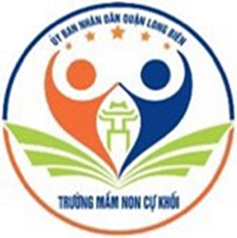 ỦY BAN NHÂN DÂN QUẬN LONG BIÊN
TRƯỜNG MẦM NON CỰ KHỐI